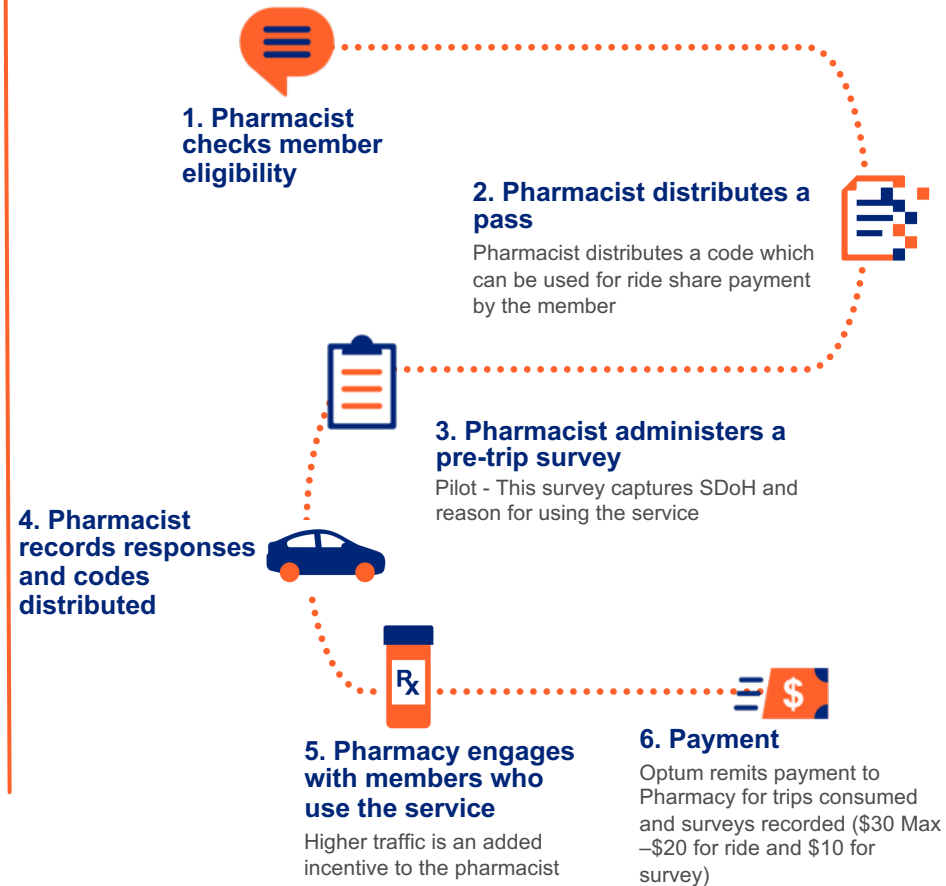 1. Pharmacist
checks member
eligibility
2. Pharmacist distributes a
pass
Pharmacist distributes a code which
can be used for ride share payment
by the member
3. Pharmacist administers a
pre-trip survey
Pilot - This survey captures SDoH and
reason for using the service
4. Pharmacist
records responses
and codes
distributed
Rx
5. Pharmacy engages
with members who
use the service
Higher traffic is an added
incentive to the pharmacist
$
6. Payment
Optum remits payment to
Pharmacy for trips consumed
and surveys recorded ($30 Max
–$20 for ride and $10 for
survey)